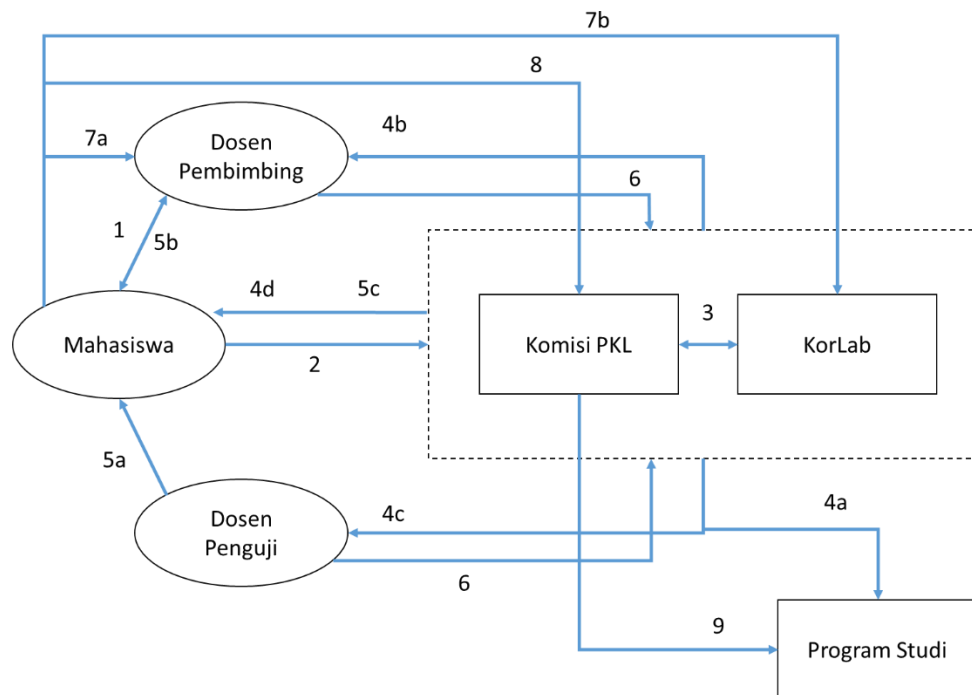 7b
8
7a
Dosen
Pembimbing
4b
6
1
5b
4d
5c
Mahasiswa
2
Komisi PKL
3
KorLab
5a
Dosen
Penguji
4c
4a
6
9
Program Studi